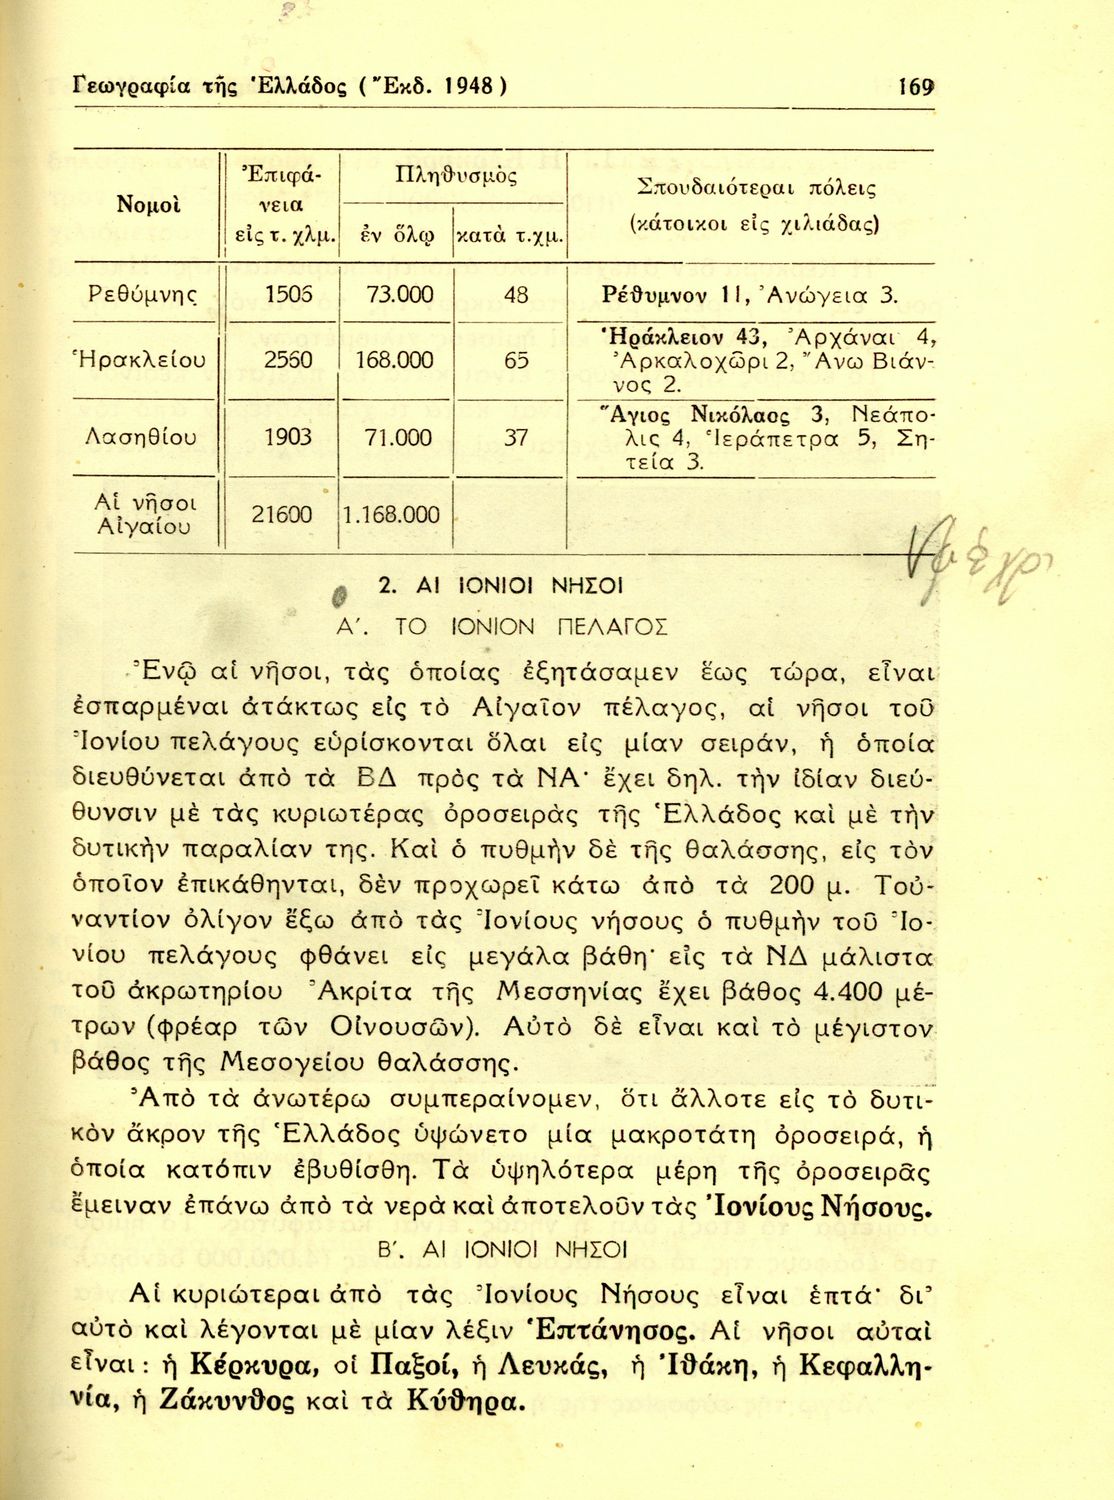 Γεωγραφία τῆς Ἑλλάδος (Ἔκδ. 1948) 169
Νομοὶ Ἐπιφάνεια εἰς τ. χλμ. Πληθυσμὸς Σπουδαιότεραι πόλεις
ἐν ὅλῳ κατὰ τ.χμ. (κάτοικοι εἰς χιλιάδας)
Ρεθύμνης 1506 73.000 48 Ρέθυμνον 11, Ἀνώγεια 3.
Ἡρακλείου 2560 168.000 65 Ἡράκλειον 43, Ἀρχάναι 4,
Ἀρκαλοχῶρι 2, Ἄνω Βιάν-
νος 2.
Λασηθίου 1903 71.000 37 Ἅγιος Νικόλαος 3, Νεάπο-
λις 4, Ἱεράπετρα 5, Ση-
τεία 3.
Αἱ νῆσοι
Αἰγαίου 21600 1.168.000
2. ΑΙ ΙΟΝΙΟΙ ΝΗΣΟΙ
Α΄. ΤΟ ΙΟΝΙΟΝ ΠΕΛΑΓΟΣ
Ἐνῷ αἱ νῆσοι, τὰς ὁποίας ἐξητάσαμεν ἕως τώρα, εἶναι
ἐσπαρμέναι ἀτάκτως εἰς τὸ Αἰγαῖον πέλαγος, αἱ νῆσοι τοῦ
Ἰονίου πελάγους εὑρίσκονται ὅλαι εἰς μίαν σειράν, ἡ ὁποία
διευθύνεται ἀπὸ τὰ ΒΔ πρὸς τὰ ΝΑ· ἔχει δηλ. τὴν ἰδίαν διεύ-
θυνσιν μὲ τὰς κυριωτέρας ὀροσειρὰς τῆς Ἑλλάδος καὶ μὲ τὴν
δυτικὴν παραλίαν της. Καὶ ὁ πυθμὴν δὲ τῆς θαλάσσης, εἰς τὸν
ὁποῖον ἐπικάθηνται, δὲν προχωρεῖ κάτω ἀπὸ τὰ 200 μ. Τοὐ-
ναντίον ὀλίγον ἔξω ἀπὸ τὰς Ἰονίους νήσους ὁ πυθμὴν τοῦ Ἰο-
νίου πελάγους φθάνει εἰς μεγάλα βάθη· εἰς τὰ ΝΔ μάλιστα
τοῦ ἀκρωτηρίου Ἀκρίτα τῆς Μεσσηνίας ἔχει βάθος 4.400 μέ-
τρων (φρέαρ τῶν Οἰνουσῶν). Αὐτὸ δὲ εἶναι καὶ τὸ μέγιστον
βάθος τῆς Μεσογείου θαλάσσης.
Ἀπὸ τὰ ἀνωτέρω συμπεραίνομεν, ὅτι ἄλλοτε εἰς τὸ δυτι-
κὸν ἄκρον τῆς Ἑλλάδος ὑψώνετο μία μακροτάτη ὀροσειρά, ἡ
ὁποία κατόπιν ἐβυθίσθη. Τὰ ὑψηλότερα μέρη τῆς ὀροσειρᾶς
ἔμειναν ἐπάνω ἀπὸ τὰ νερὰ καὶ ἀποτελοῦν τὰς Ἰονίους Νήσους.
Β΄. ΑΙ ΙΟΝΙΟΙ ΝΗΣΟΙ
Αἱ κυριώτεραι ἀπὸ τὰς Ἰονίους Νήσους εἶναι ἑπτά· δι᾽
αὐτὸ καὶ λέγονται μὲ μίαν λέξιν Ἑπτάνησος. Αἱ νῆσοι αὐταὶ
εἶναι: ἡ Κέρκυρα, οἱ Παξοί, ἡ Λευκάς, ἡ Ἰθάκη, ἡ Κεφαλλη-
νία, ἡ Ζάκυνθος καὶ τὰ Κύθηρα.